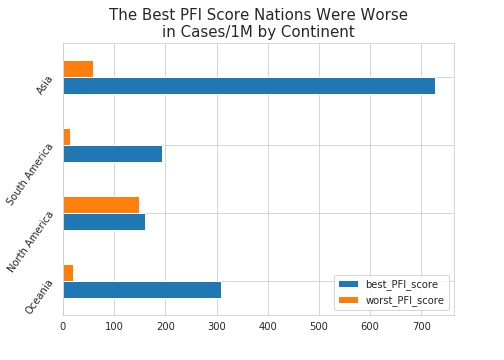 The Best PFI Score Nations Were Worse
in Cases/1M by Continent
Asia
South America
North America
Oceania
best_PFI_score
worst_PFI_score
0 100 200 300 400 500 600 700